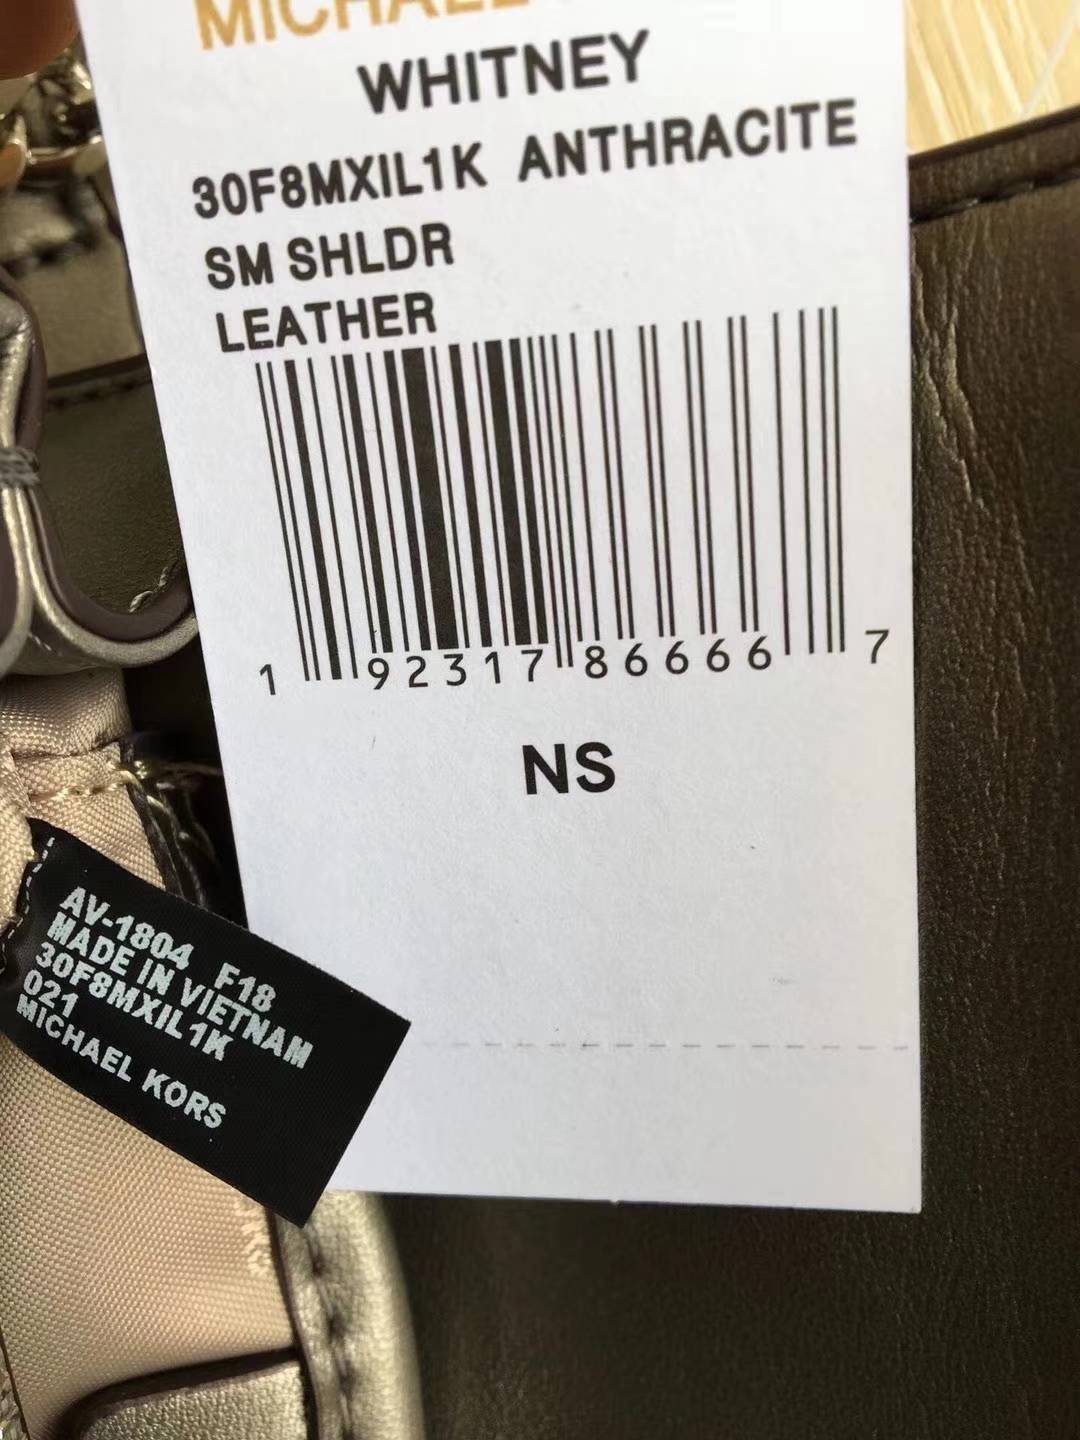 MICHAEL
WHITNEY
30F8MXIL1K ANTHRACITE
SM SHLDR
LEATHER
1 92317 86666 7
NS
AV-1804 F18
MADE IN VIETNAM
30F8MXIL1K
021
MICHAEL KORS